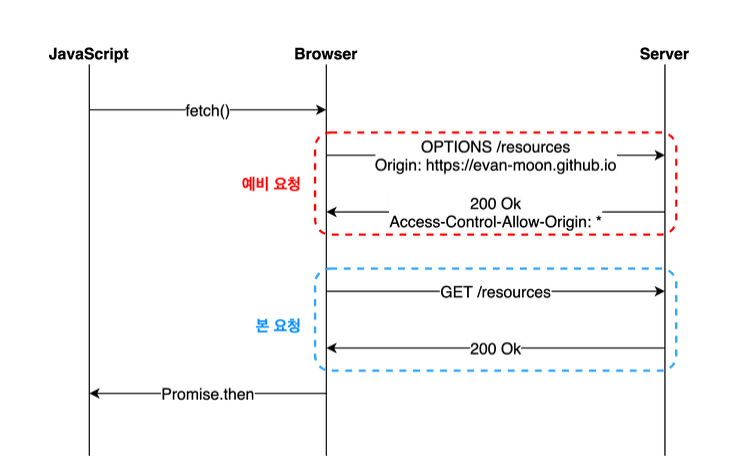 JavaScript
Browser
Server
fetch()
OPTIONS /resources
Origin: https://evan-moon.github.io
예비 요청
200 Ok
Access-Control-Allow-Origin: *
GET /resources
본 요청
200 Ok
Promise.then